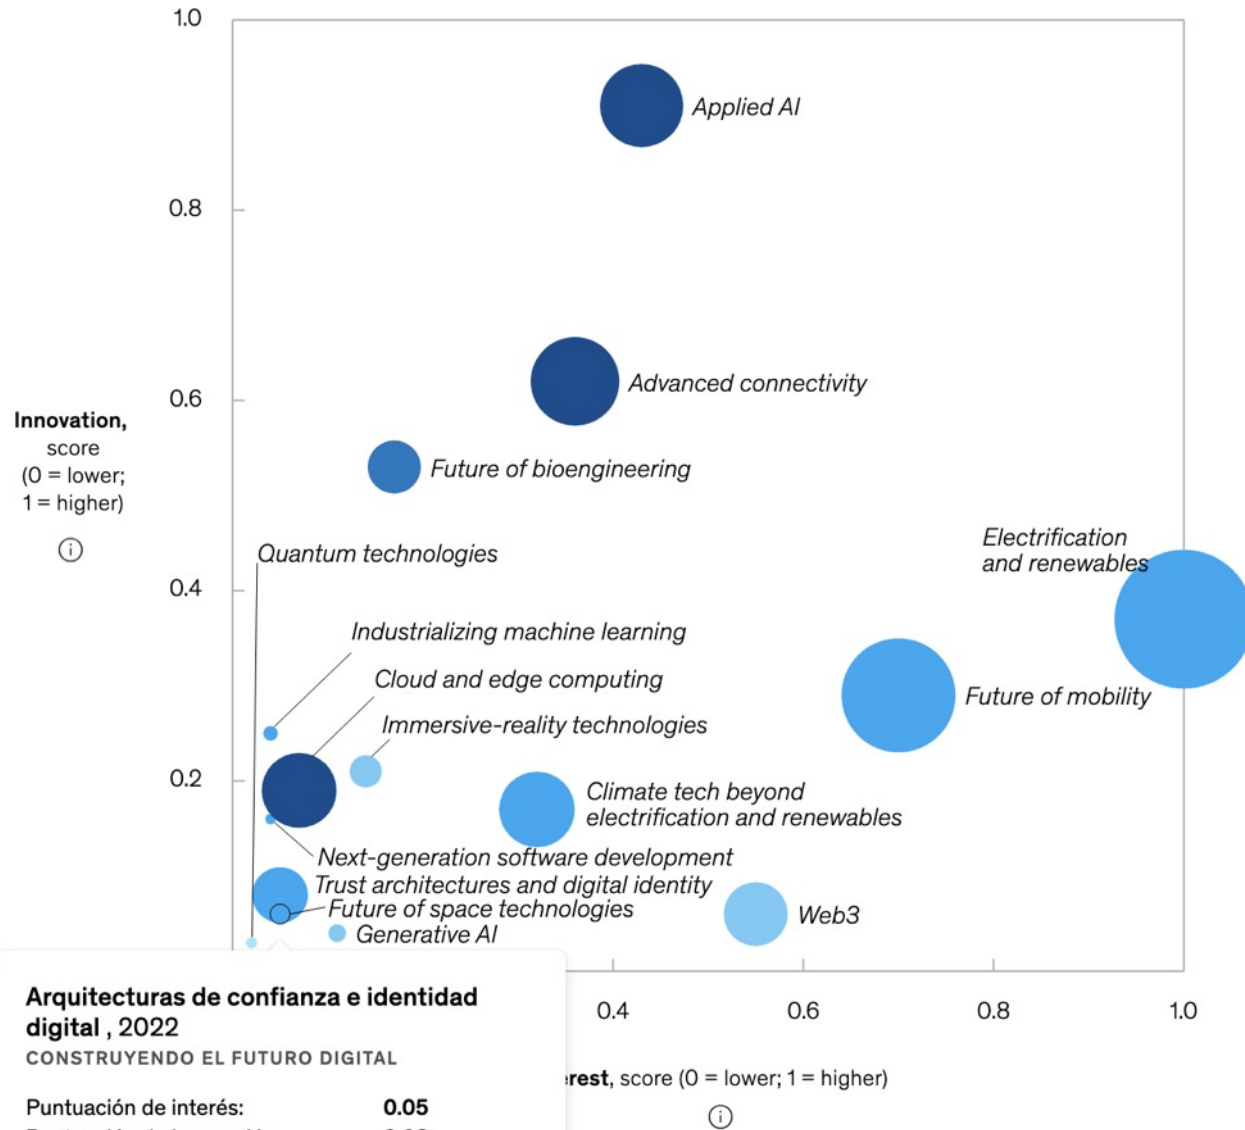 1.0
Applied AI
0.8
Advanced connectivity
0.6
Innovation,
score
(0 = lower;
1 = higher)
i
Future of bioengineering
Quantum technologies
Electrification
and renewables
0.4
Industrializing machine learning
Cloud and edge computing
Future of mobility
Immersive-reality technologies
0.2
Climate tech beyond
electrification and renewables
Next-generation software development
Trust architectures and digital identity
Future of space technologies
Web3
Generative AI
0.4
0.6
0.8
1.0
erest, score (0 = lower; 1 = higher)
i
Arquitecturas de confianza e identidad
digital , 2022
CONSTRUYENDO EL FUTURO DIGITAL
Puntuación de interés: 0.05